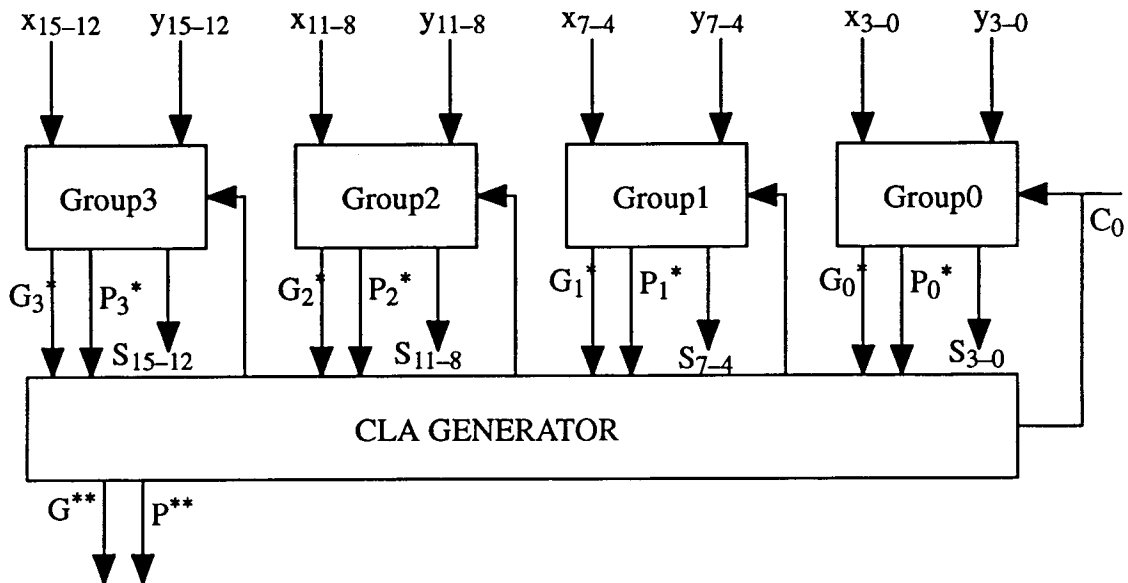 x15–12 y15–12 x11–8 y11–8 x7–4 y7–4 x3–0 y3–0
Group3 Group2 Group1 Group0
C0
G3* P3* G2* P2* G1* P1* G0* P0*
S15–12 S11–8 S7–4 S3–0
CLA GENERATOR
G** P**